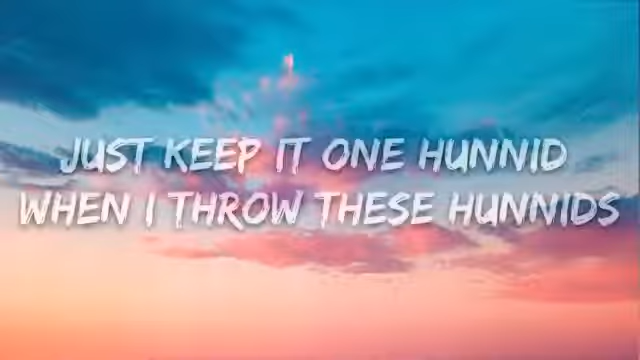 JUST KEEP IT ONE HUNNID
WHEN I THROW THESE HUNNIDS